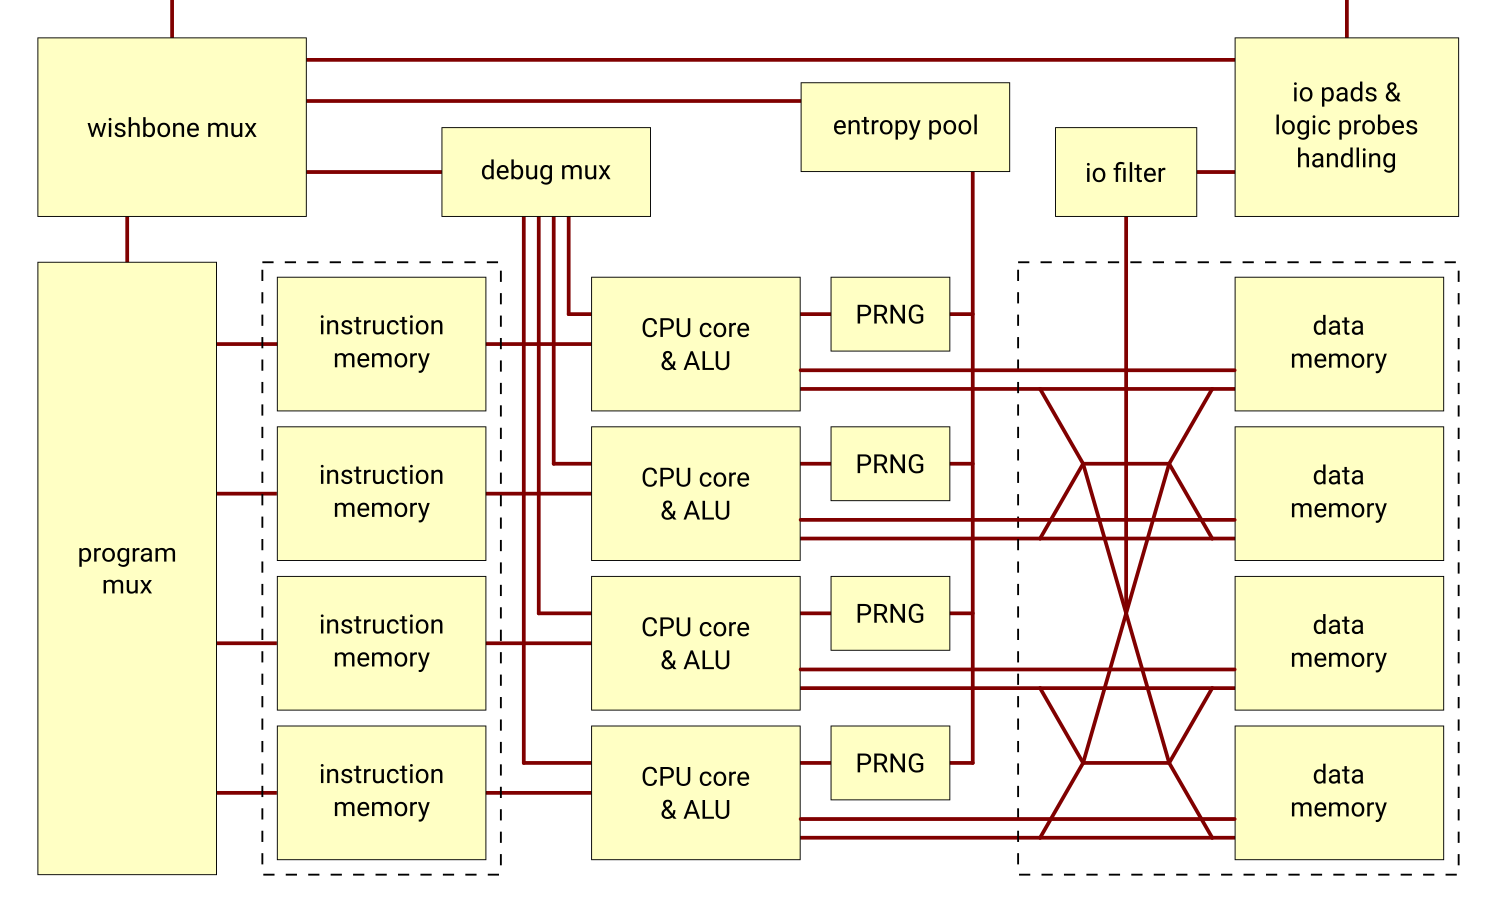 wishbone mux
debug mux
entropy pool
io filter
io pads &
logic probes
handling
program
mux
instruction
memory
CPU core
& ALU
PRNG
data
memory
instruction
memory
CPU core
& ALU
PRNG
data
memory
instruction
memory
CPU core
& ALU
PRNG
data
memory
instruction
memory
CPU core
& ALU
PRNG
data
memory